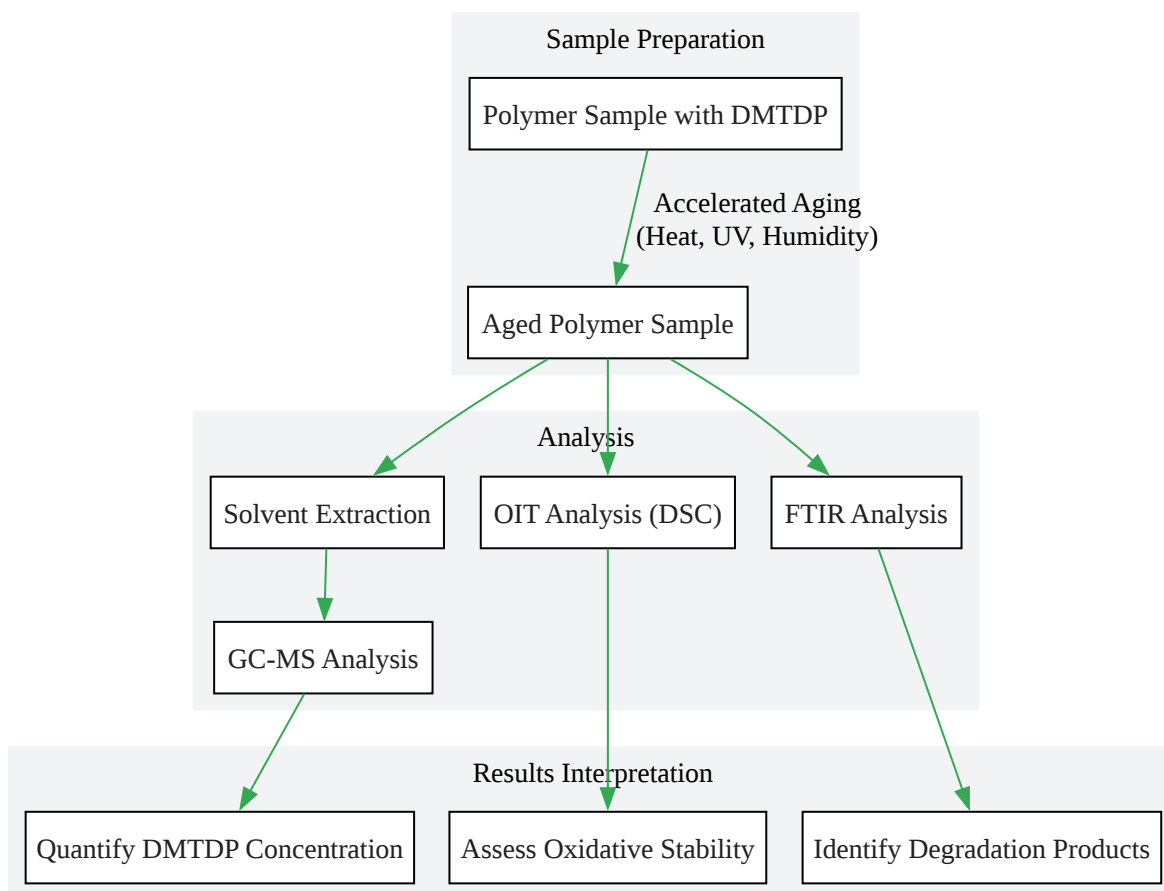 Sample Preparation
Polymer Sample with DMTDP
Accelerated Aging
(Heat, UV, Humidity)
Aged Polymer Sample
Analysis
Solvent Extraction
OIT Analysis (DSC)
FTIR Analysis
GC-MS Analysis
Results Interpretation
Quantify DMTDP Concentration
Assess Oxidative Stability
Identify Degradation Products